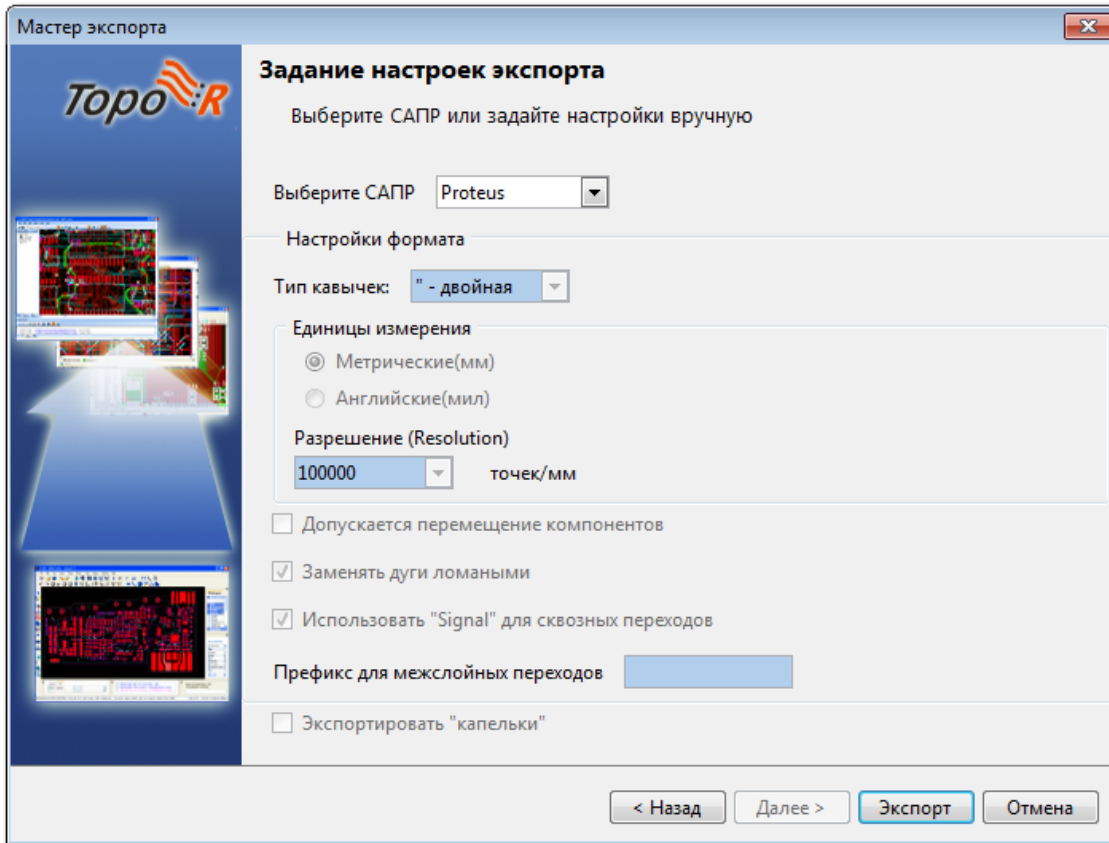 Мастер экспорта
TopoR
Задание настроек экспорта
Выберите САПР или задайте настройки вручную
Выберите САПР Proteus
Настройки формата
Тип кавычек: " - двойная
Единицы измерения
Метрические(мм)
Английские(мил)
Разрешение (Resolution)
100000 точек/мм
Допускается перемещение компонентов
Заменять дуги ломаными
Использовать "Signal" для сквозных переходов
Префикс для межслойных переходов
Экспортировать "капельки"
< Назад Далее > Экспорт Отмена